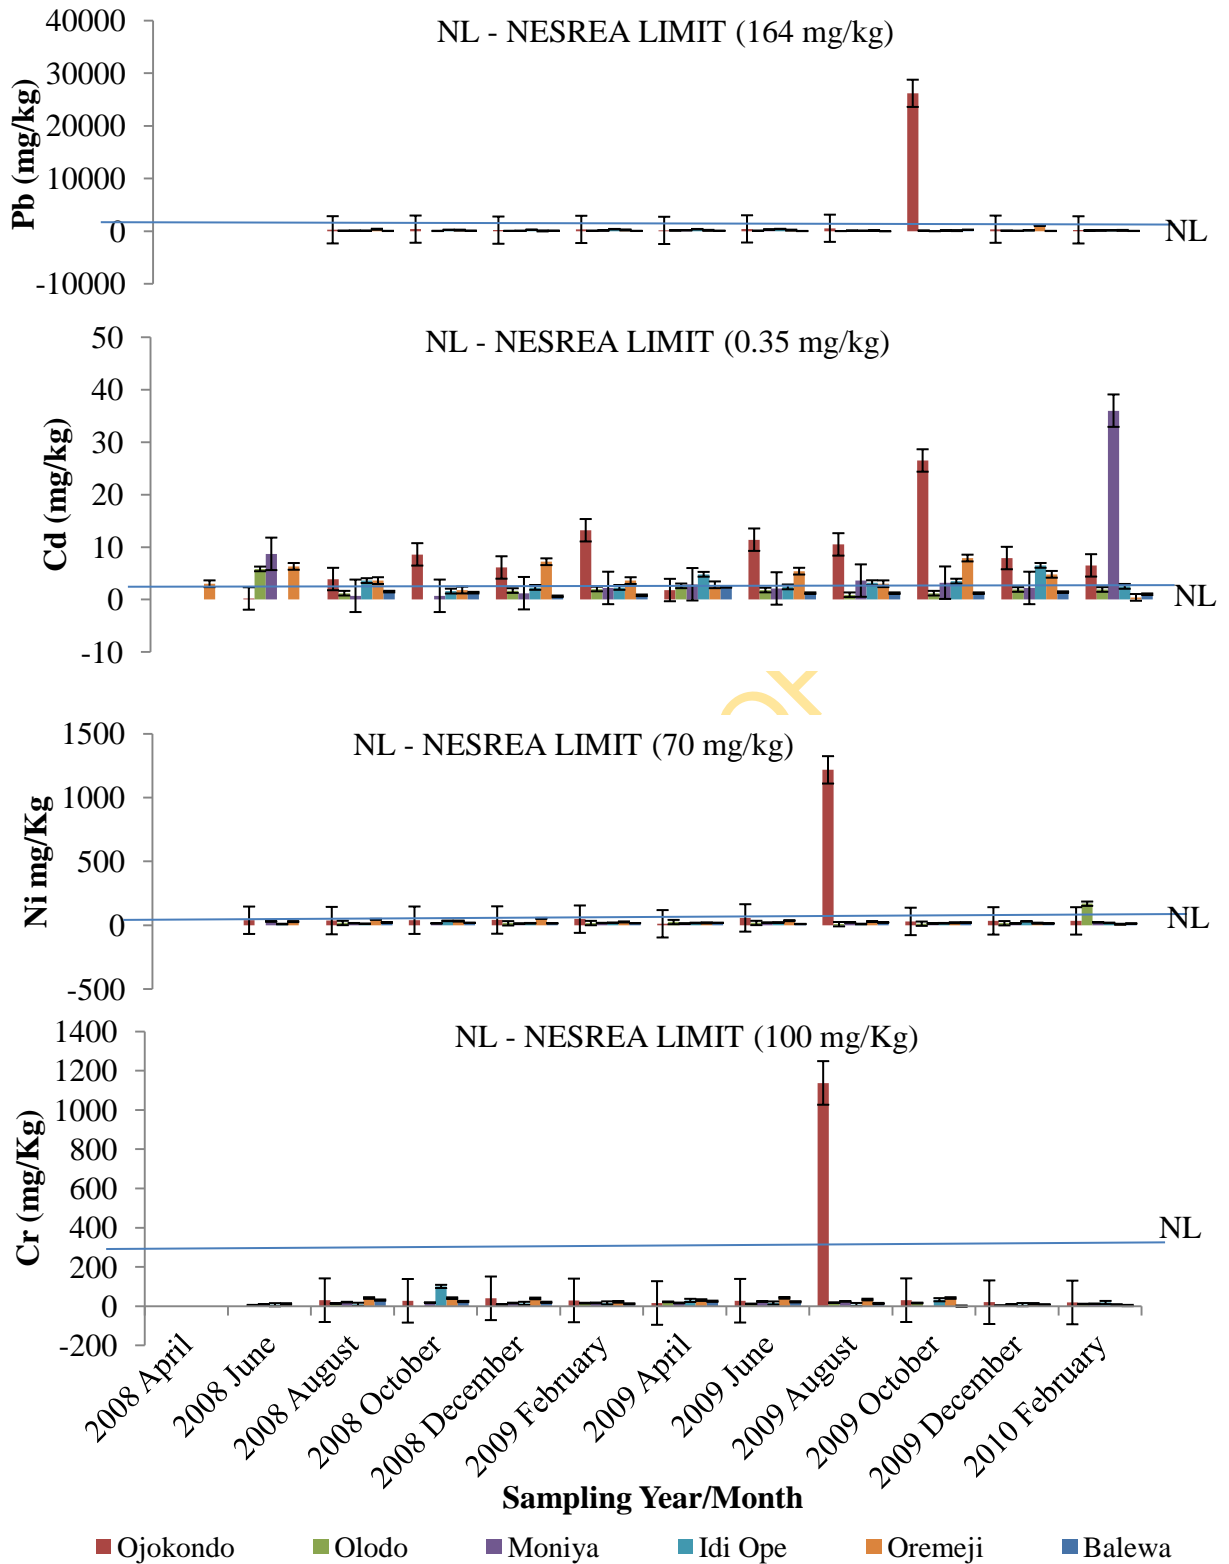 NL - NESREA LIMIT (164 mg/kg)
Pb (mg/kg)
40000
30000
20000
10000
0
-10000
NL
NL - NESREA LIMIT (0.35 mg/kg)
Cd (mg/kg)
50
40
30
20
10
0
-10
NL
NL - NESREA LIMIT (70 mg/kg)
Ni mg/Kg
1500
1000
500
0
-500
NL
NL - NESREA LIMIT (100 mg/Kg)
Cr (mg/Kg)
1400
1200
1000
800
600
400
200
0
-200
NL
2008 April
2008 June
2008 August
2008 October
2008 December
2009 February
2009 April
2009 June
2009 August
2009 October
2009 December
2010 February
Sampling Year/Month
Ojokondo Olodo Moniya Idi Ope Oremeji Balewa